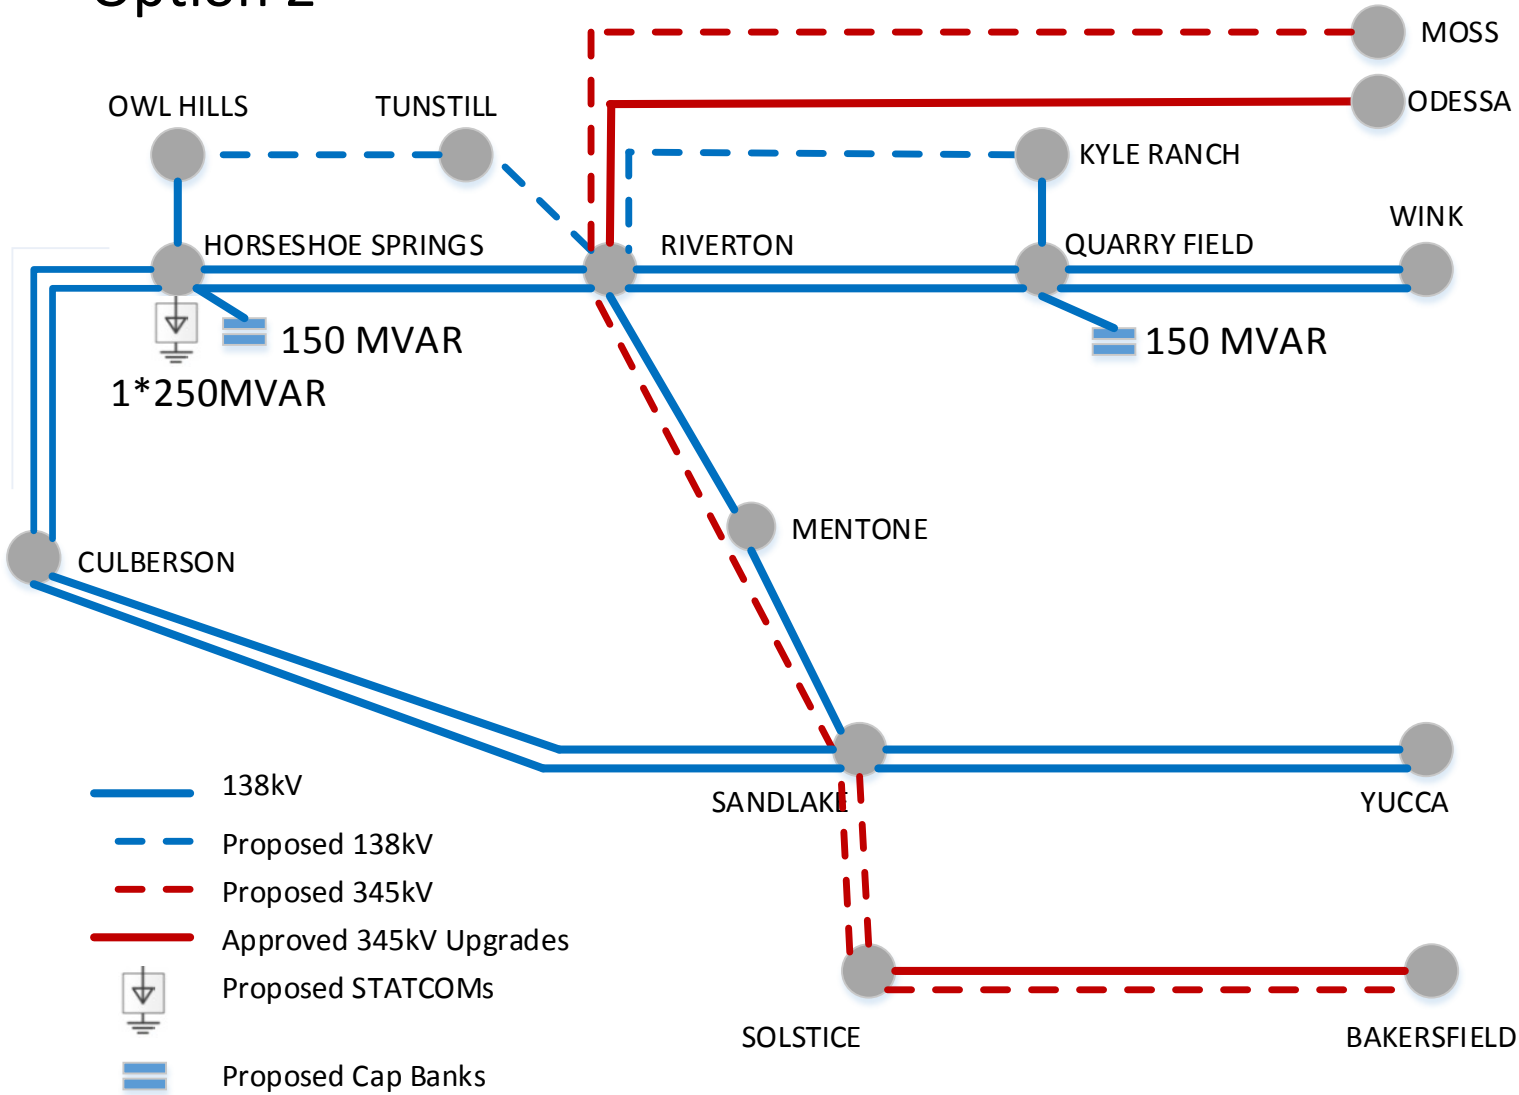 Option 2
MOSS
ODESSA
OWL HILLS
TUNSTILL
KYLE RANCH
WINK
HORSESHOE SPRINGS
RIVERTON
QUARRY FIELD
150 MVAR
150 MVAR
1*250MVAR
MENTONE
CULBERSON
138kV
SANDLAKE
YUCCA
Proposed 138kV
Proposed 345kV
Approved 345kV Upgrades
Proposed STATCOMs
SOLSTICE
BAKERSFIELD
Proposed Cap Banks